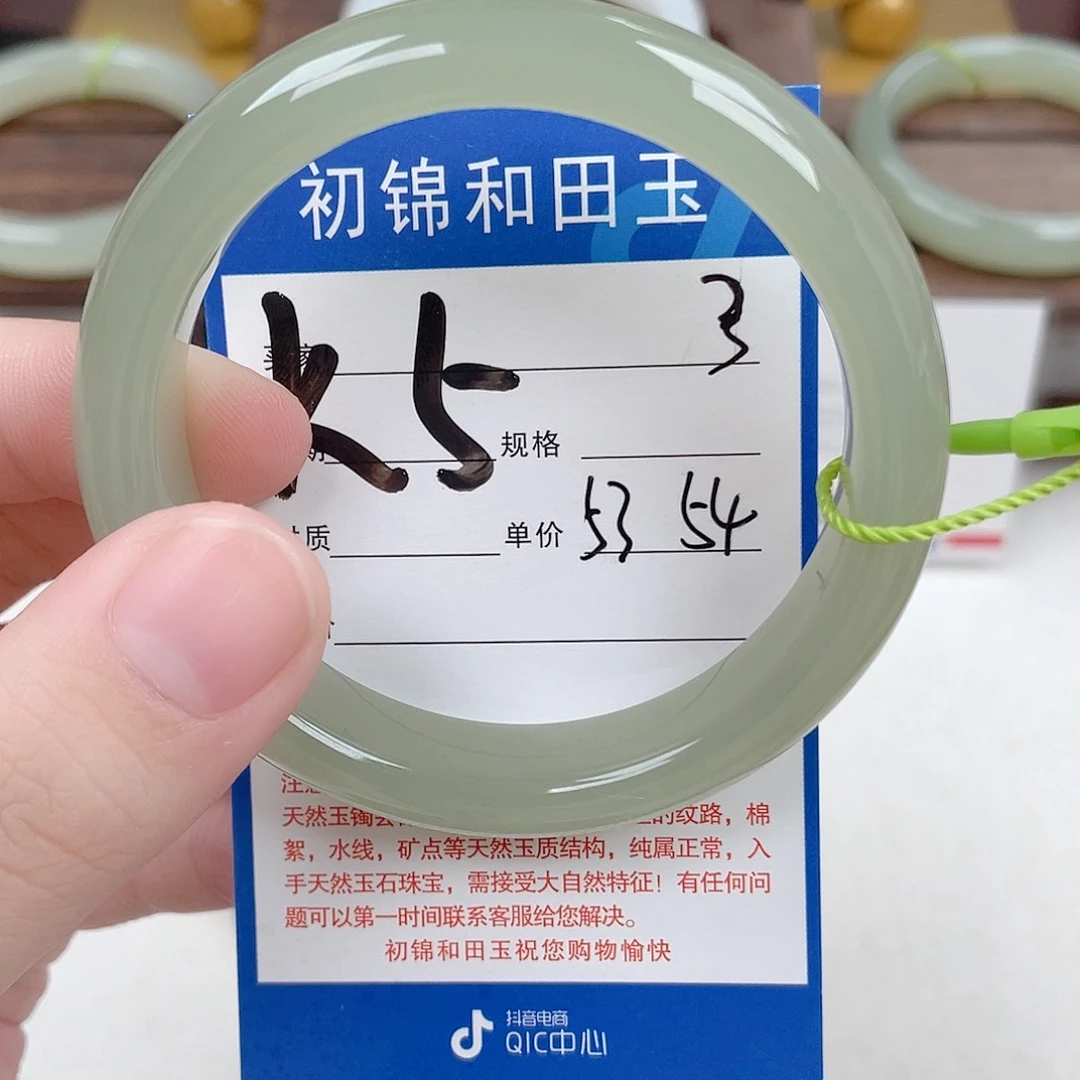 初锦和田玉
3
K5
规格
质 单价 53 54
天然玉镯 的纹路，棉
絮，水线，矿点等天然玉质结构，纯属正常，入
手天然玉石珠宝，需接受大自然特征！有任何问
题可以第一时间联系客服给您解决。
初锦和田玉祝您购物愉快
抖音电商
QIC中心